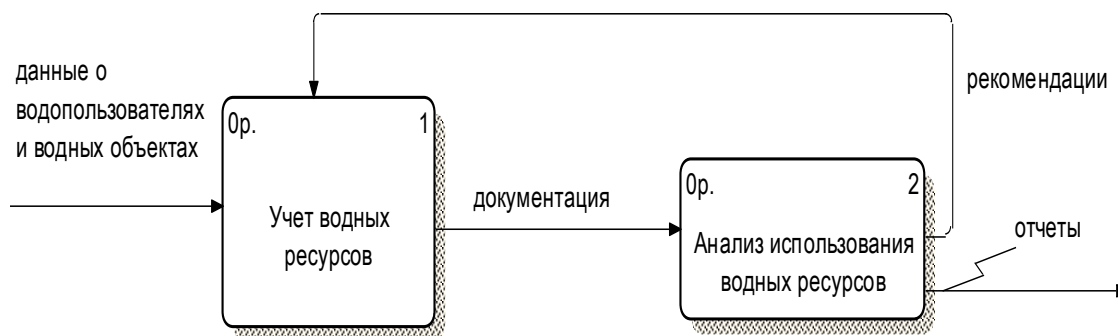 данные о
водопользователях
и водных объектах
0р.
1
Учет водных
ресурсов
документация
0р.
2
Анализ использования
водных ресурсов
рекомендации
отчеты